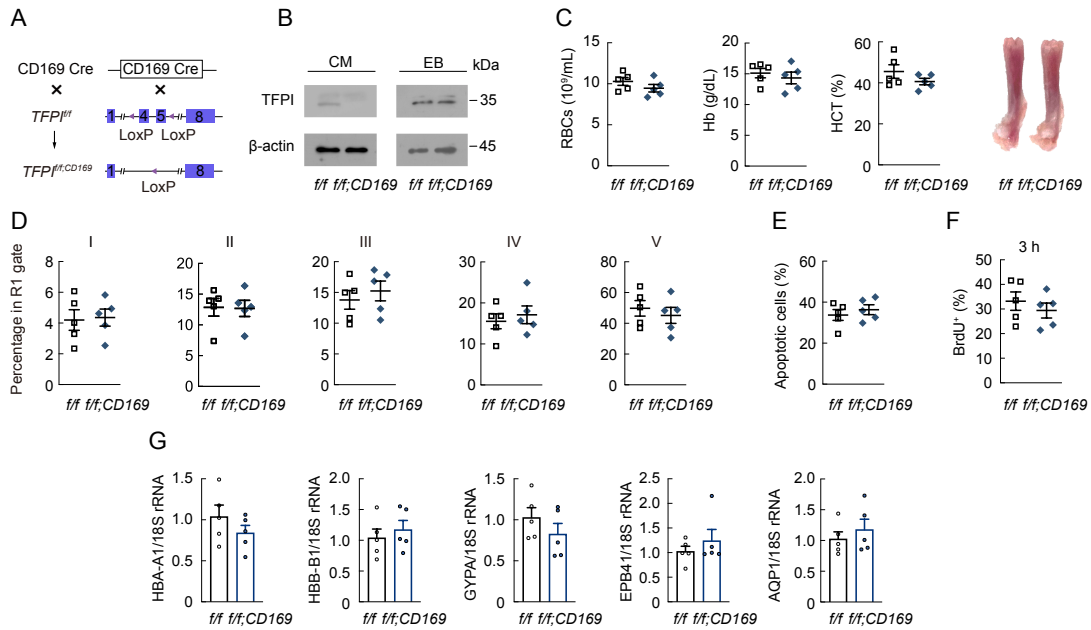 A
CD169 Cre
CD169 Cre
TFPI^f/f
1 4 5 8
LoxP LoxP
TFPI^f/f;CD169
1 8
LoxP
B
CM EB kDa
TFPI
35
β-actin
45
f/f f/f;CD169 f/f f/f;CD169
C
RBCs (10⁹/mL)
15
10
5
0
f/f f/f;CD169
Hb (g/dL)
20
15
10
5
0
f/f f/f;CD169
HCT (%)
60
40
20
0
f/f f/f;CD169
f/f f/f;CD169
D
Percentage in R1 gate
I
8
6
4
2
0
f/f f/f;CD169
II
20
15
10
5
0
f/f f/f;CD169
III
20
15
10
5
0
f/f f/f;CD169
IV
30
20
10
0
f/f f/f;CD169
V
80
60
40
20
0
f/f f/f;CD169
E
Apoptotic cells (%)
60
40
20
0
f/f f/f;CD169
F
3 h
BrdU⁺ (%)
50
40
30
20
10
0
f/f f/f;CD169
G
HBA-A1/18S rRNA
1.5
1.0
0.5
0.0
f/f f/f;CD169
HBB-B1/18S rRNA
2.0
1.5
1.0
0.5
0.0
f/f f/f;CD169
GYPA/18S rRNA
1.5
1.0
0.5
0.0
f/f f/f;CD169
EPB41/18S rRNA
2.5
2.0
1.5
1.0
0.5
0.0
f/f f/f;CD169
AQP1/18S rRNA
2.0
1.5
1.0
0.5
0.0
f/f f/f;CD169